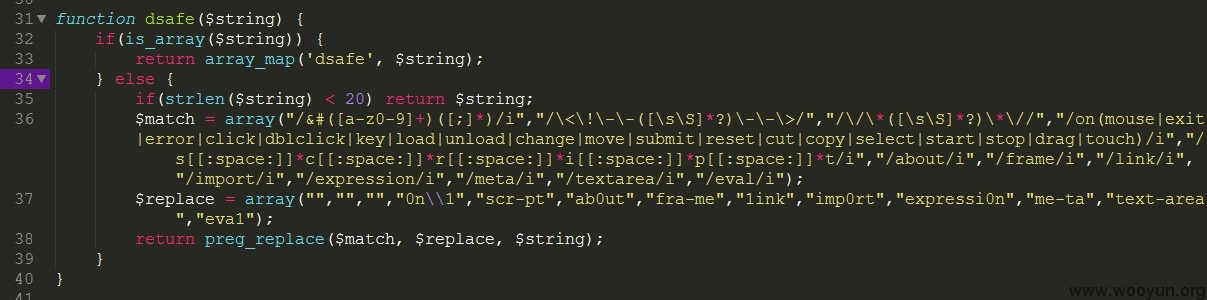 31 function dsafe($string) {
32 if(is_array($string)) {
33 return array_map('dsafe', $string);
34 } else {
35 if(strlen($string) < 20) return $string;
36 $match = array("/&#([a-z0-9]+)([;]*)/i","/\<\!\-\-([\s\S]*?)\-\-\>/","/\/\*([\s\S]*?)\*\//","/on(mouse|exit
|error|click|dblclick|key|load|unload|change|move|submit|reset|cut|copy|select|start|stop|drag|touch)/i","/
s[[:space:]]*c[[:space:]]*r[[:space:]]*i[[:space:]]*p[[:space:]]*t/i","/about/i","/frame/i","/link/i",
"/import/i","/expression/i","/meta/i","/textarea/i","/eval/i");
37 $replace = array("","","","0n\\1","scr-pt","ab0ut","fra-me","1ink","imp0rt","expressi0n","me-ta","text-area
","eva1");
38 return preg_replace($match, $replace, $string);
39 }
40 }
www.wooyun.org